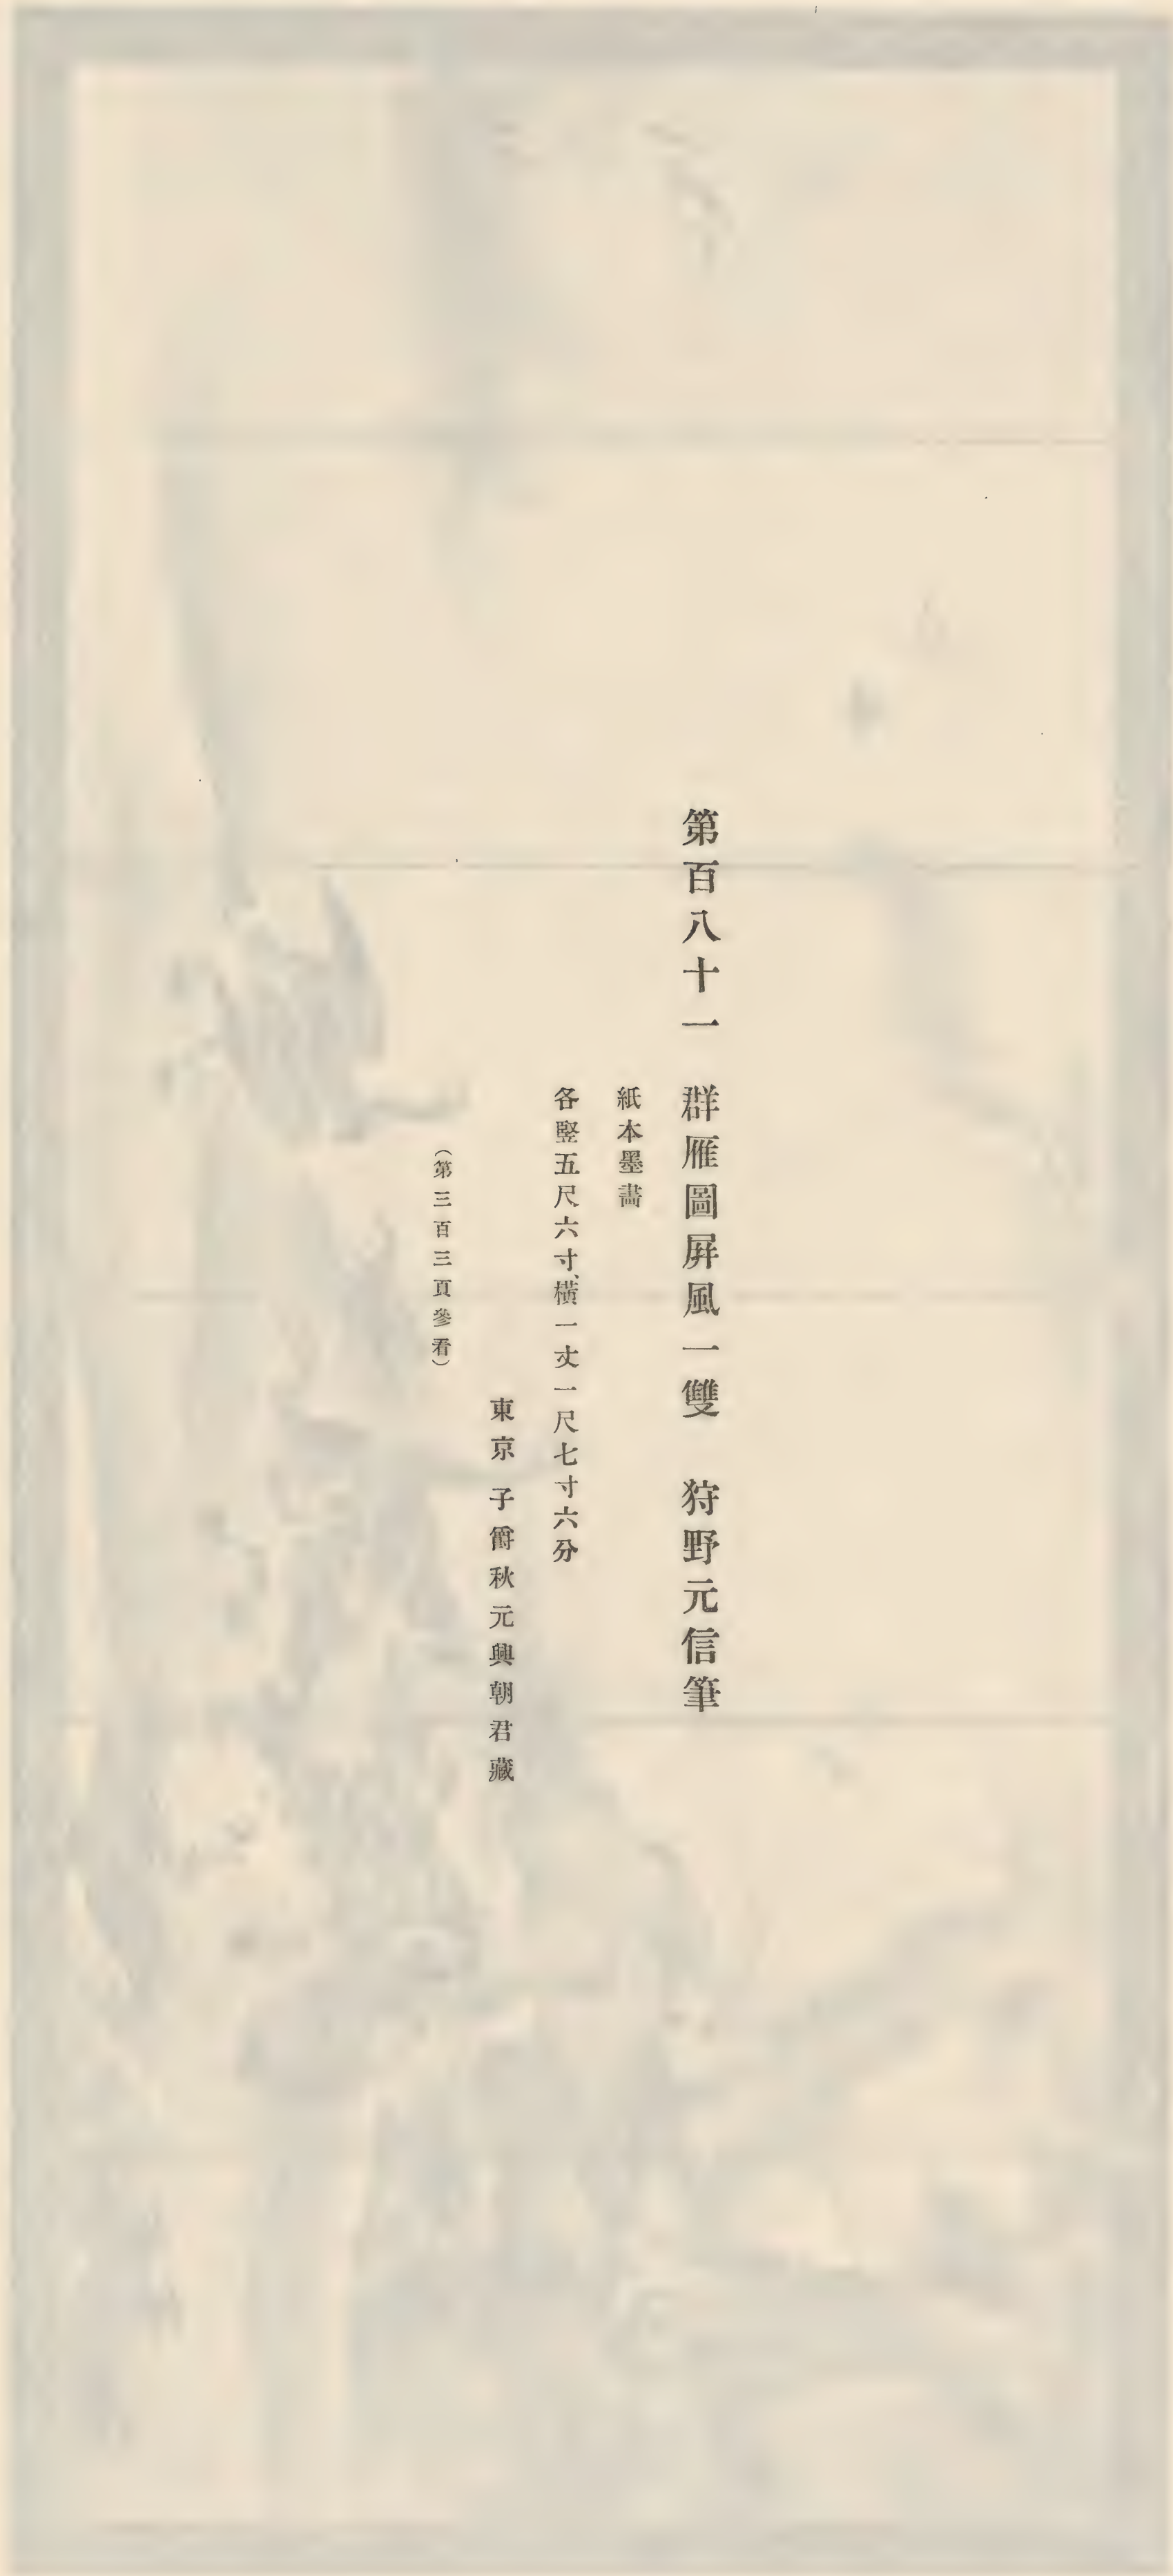 第百八十一 群雁圖屏風一雙 狩野元信筆
紙本墨畵
各竪五尺六寸、橫一丈一尺七寸六分
東京 子爵秋元興朝君藏
（第三百三頁參看）